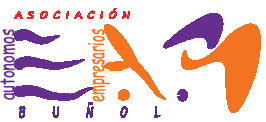 ASOCIACIÓN
autonomos
empresarios
E.A.
BUÑOL